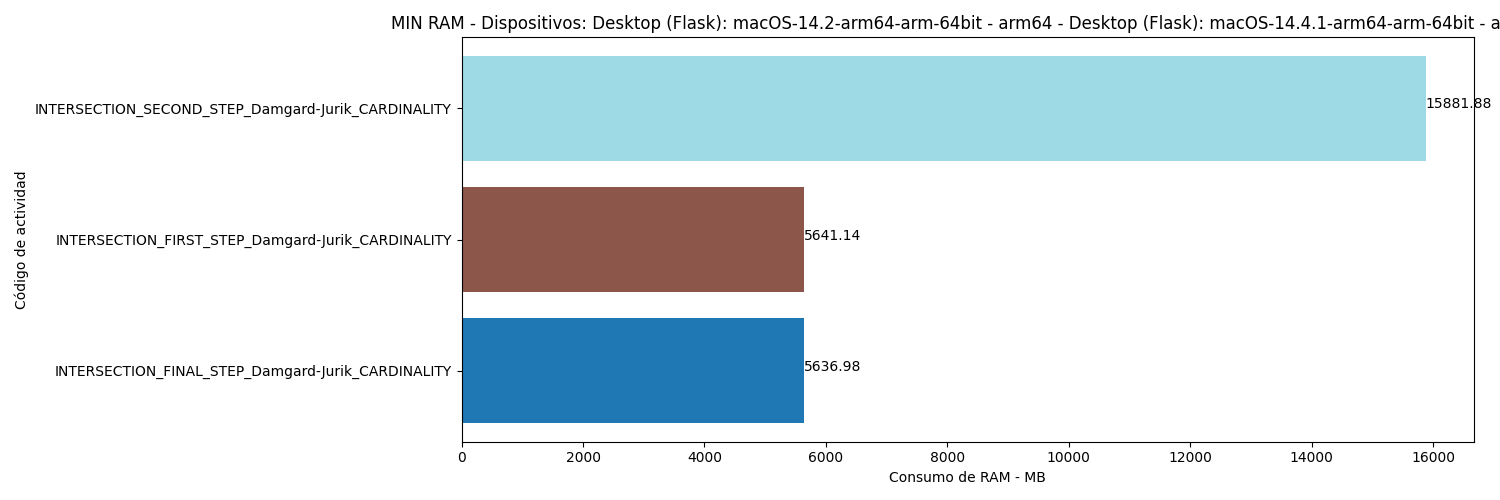 MIN RAM - Dispositivos: Desktop (Flask): macOS-14.2-arm64-arm-64bit - arm64 - Desktop (Flask): macOS-14.4.1-arm64-arm-64bit - a
INTERSECTION_SECOND_STEP_Damgard-Jurik_CARDINALITY
15881.88
INTERSECTION_FIRST_STEP_Damgard-Jurik_CARDINALITY
5641.14
INTERSECTION_FINAL_STEP_Damgard-Jurik_CARDINALITY
5636.98
Código de actividad
0 2000 4000 6000 8000 10000 12000 14000 16000
Consumo de RAM - MB